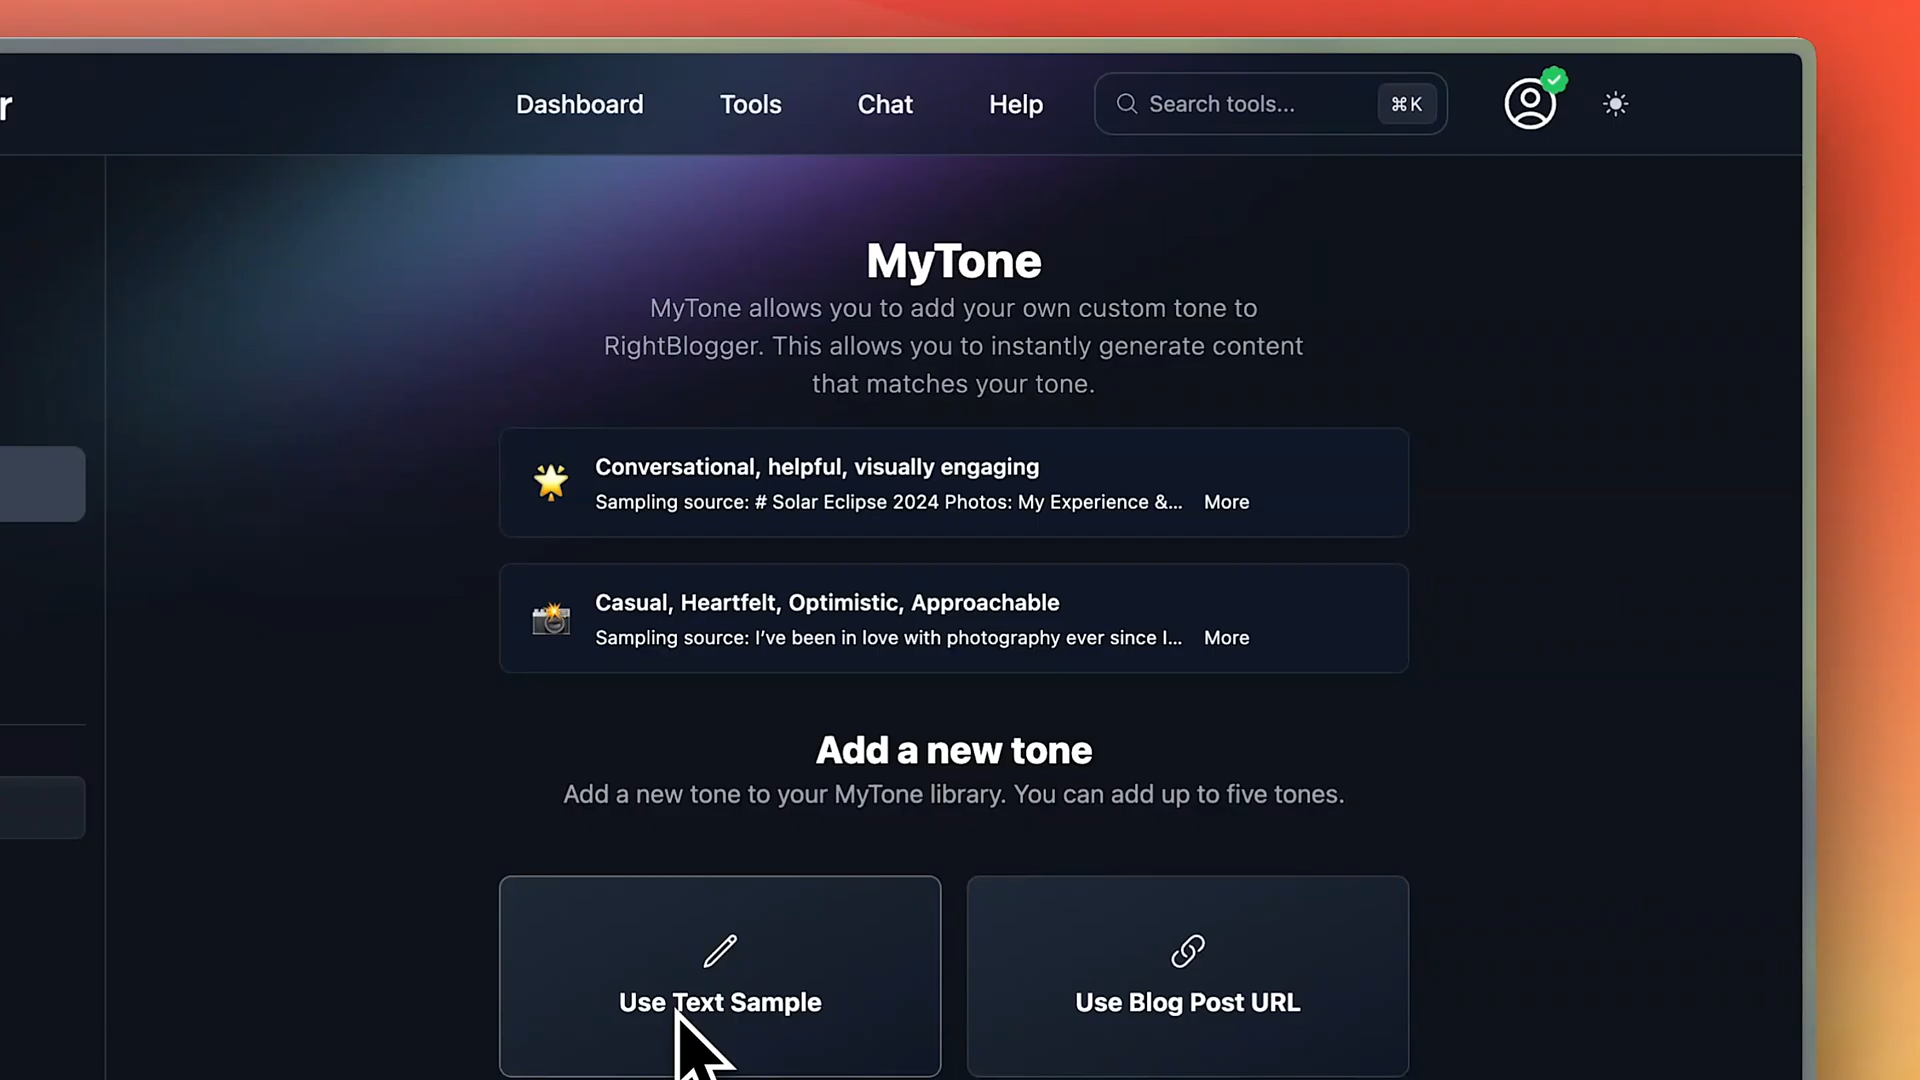 r
Dashboard
Tools
Chat
Help
Search tools...
⌘K
MyTone
MyTone allows you to add your own custom tone to
RightBlogger. This allows you to instantly generate content
that matches your tone.
Conversational, helpful, visually engaging
Sampling source: # Solar Eclipse 2024 Photos: My Experience &... More
Casual, Heartfelt, Optimistic, Approachable
Sampling source: I've been in love with photography ever since I... More
Add a new tone
Add a new tone to your MyTone library. You can add up to five tones.
Use Text Sample
Use Blog Post URL